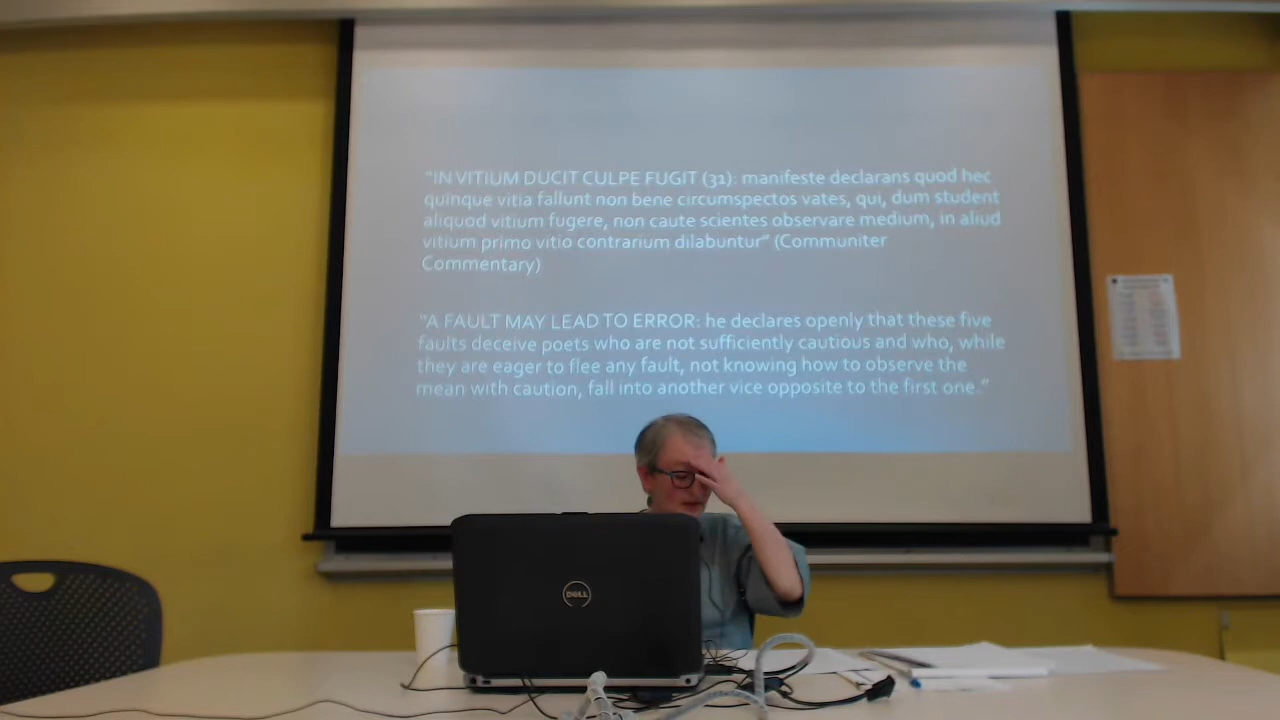 "IN VITIUM DUCIT CULPE FUGIT (31): manifeste declarans quod hec
quinque vitia fallunt non bene circumspectos vates, qui, dum student
aliquod vitium fugere, non caute scientes observare medium, in aliud
vitium primo vitio contrarium dilabuntur" (Communiter
Commentary)
"A FAULT MAY LEAD TO ERROR: he declares openly that these five
faults deceive poets who are not sufficiently cautious and who, while
they are eager to flee any fault, not knowing how to observe the
mean with caution, fall into another vice opposite to the first one."
DELL